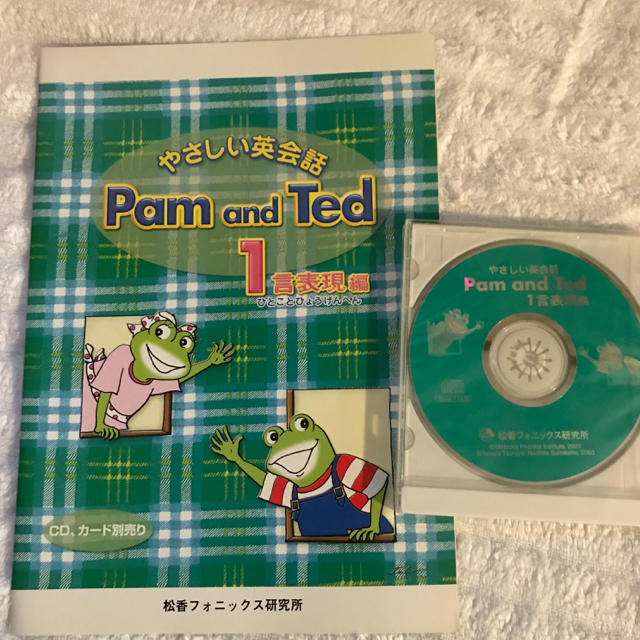 やさしい英会話
Pam and Ted
1言表現編
ひとことひょうげんへん
CD、カード別売り
松香フォニックス研究所
やさしい英会話
Pam and Ted
1言表現編
松香フォニックス研究所